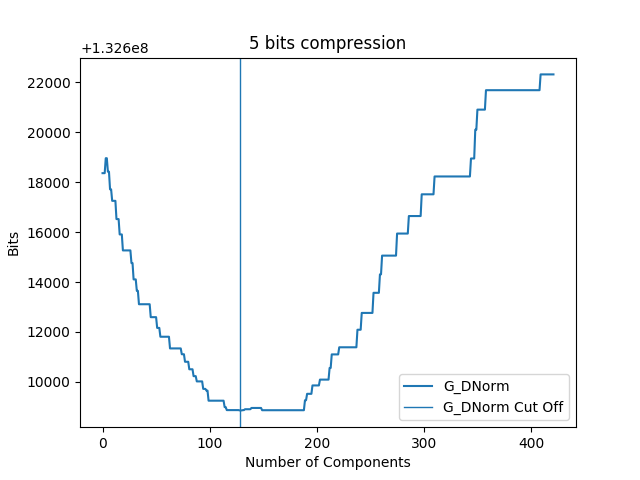 5 bits compression
+1.326e8
22000
20000
18000
16000
14000
12000
10000
Bits
0 100 200 300 400
Number of Components
G_DNorm
G_DNorm Cut Off